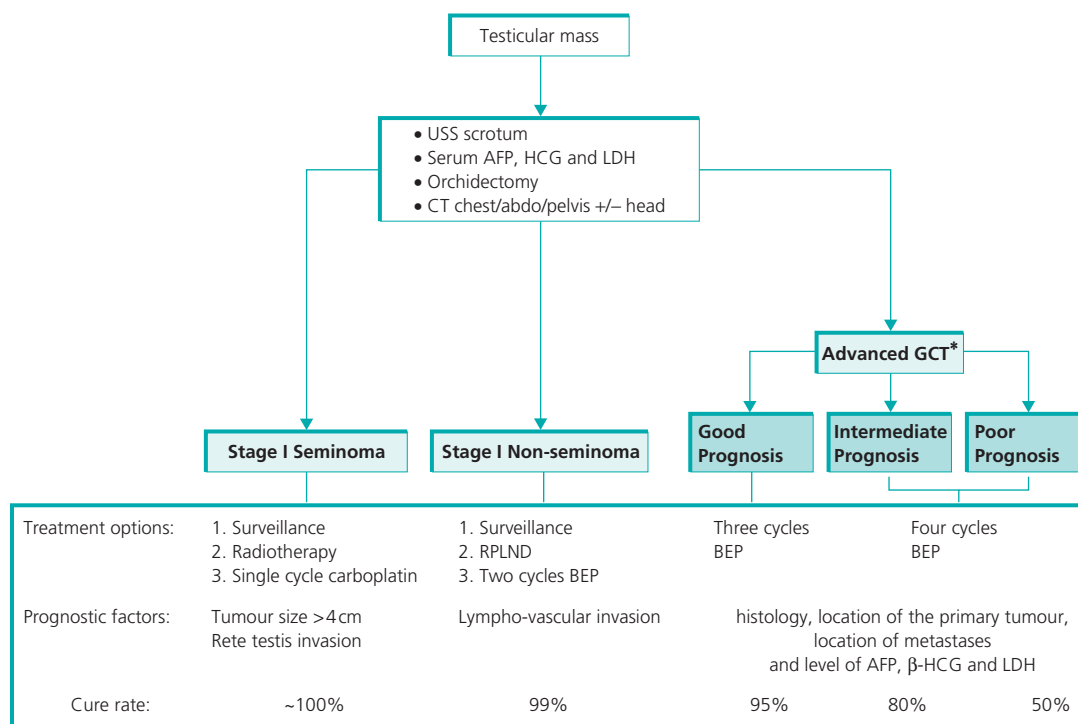 Testicular mass
• USS scrotum
• Serum AFP, HCG and LDH
• Orchidectomy
• CT chest/abdo/pelvis +/– head
Advanced GCT*
Stage I Seminoma
Stage I Non-seminoma
Good
Prognosis
Intermediate
Prognosis
Poor
Prognosis
Treatment options:
1. Surveillance
2. Radiotherapy
3. Single cycle carboplatin
1. Surveillance
2. RPLND
3. Two cycles BEP
Three cycles
BEP
Four cycles
BEP
Prognostic factors:
Tumour size >4 cm
Rete testis invasion
Lympho-vascular invasion
histology, location of the primary tumour,
location of metastases
and level of AFP, β-HCG and LDH
Cure rate: ~100% 99% 95% 80% 50%